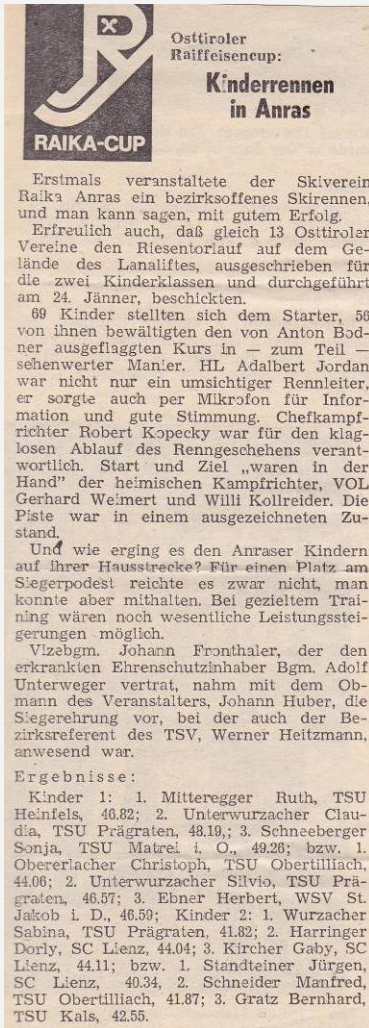 RAIKA-CUP
Osttiroler
Raiffeisencup:
Kinderrennen
in Anras
Erstmals veranstaltete der Skiverein
Raika Anras ein bezirksoffenes Skirennen,
und man kann sagen, mit gutem Erfolg.
Erfreulich auch, daß gleich 13 Osttiroler
Vereine den Riesentorlauf auf dem Ge-
lände des Lanaliftes, ausgeschrieben für
die zwei Kinderklassen und durchgeführt
am 24. Jänner, beschickten.
69 Kinder stellten sich dem Starter, 56
von ihnen bewältigten den von Anton Bod-
ner ausgeflaggten Kurs in — zum Teil —
sehenswerter Manier. HL Adalbert Jordan
war nicht nur ein umsichtiger Rennleiter,
er sorgte auch per Mikrofon für Infor-
mation und gute Stimmung. Chefkampf-
richter Robert Kopecky war für den klag-
losen Ablauf des Renngeschehens verant-
wortlich. Start und Ziel „waren in der
Hand" der heimischen Kampfrichter, VOL
Gerhard Weimert und Willi Kollreider. Die
Piste war in einem ausgezeichneten Zu-
stand.
Und wie erging es den Anraser Kindern
auf ihrer Hausstrecke? Für einen Platz am
Siegerpodest reichte es zwar nicht, man
konnte aber mithalten. Bei gezieltem Trai-
ning wären noch wesentliche Leistungsstei-
gerungen möglich.
Vizebgm. Johann Fronthaler, der den
erkrankten Ehrenschutzinhaber Bgm. Adolf
Unterweger vertrat, nahm mit dem Ob-
mann des Veranstalters, Johann Huber, die
Siegerehrung vor, bei der auch der Be-
zirksreferent des TSV, Werner Heitzmann,
anwesend war.
Ergebnisse:
Kinder 1: 1. Mitteregger Ruth, TSU
Heinfels, 46.82; 2. Unterwurzacher Clau-
dia, TSU Prägraten, 48.19,; 3. Schneeberger
Sonja, TSU Matrei i. O., 49.26; bzw. 1.
Obererlacher Christoph, TSU Obertilliach,
44.06; 2. Unterwurzacher Silvio, TSU Prä-
graten, 46.57; 3. Ebner Herbert, WSV St.
Jakob i. D., 46.59; Kinder 2: 1. Wurzacher
Sabina, TSU Prägraten, 41.82; 2. Harringer
Dorly, SC Lienz, 44.04; 3. Kircher Gaby, SC
Lienz, 44.11; bzw. 1. Standteiner Jürgen,
SC Lienz, 40.34, 2. Schneider Manfred,
TSU Obertilliach, 41.87; 3. Gratz Bernhard,
TSU Kals, 42.55.